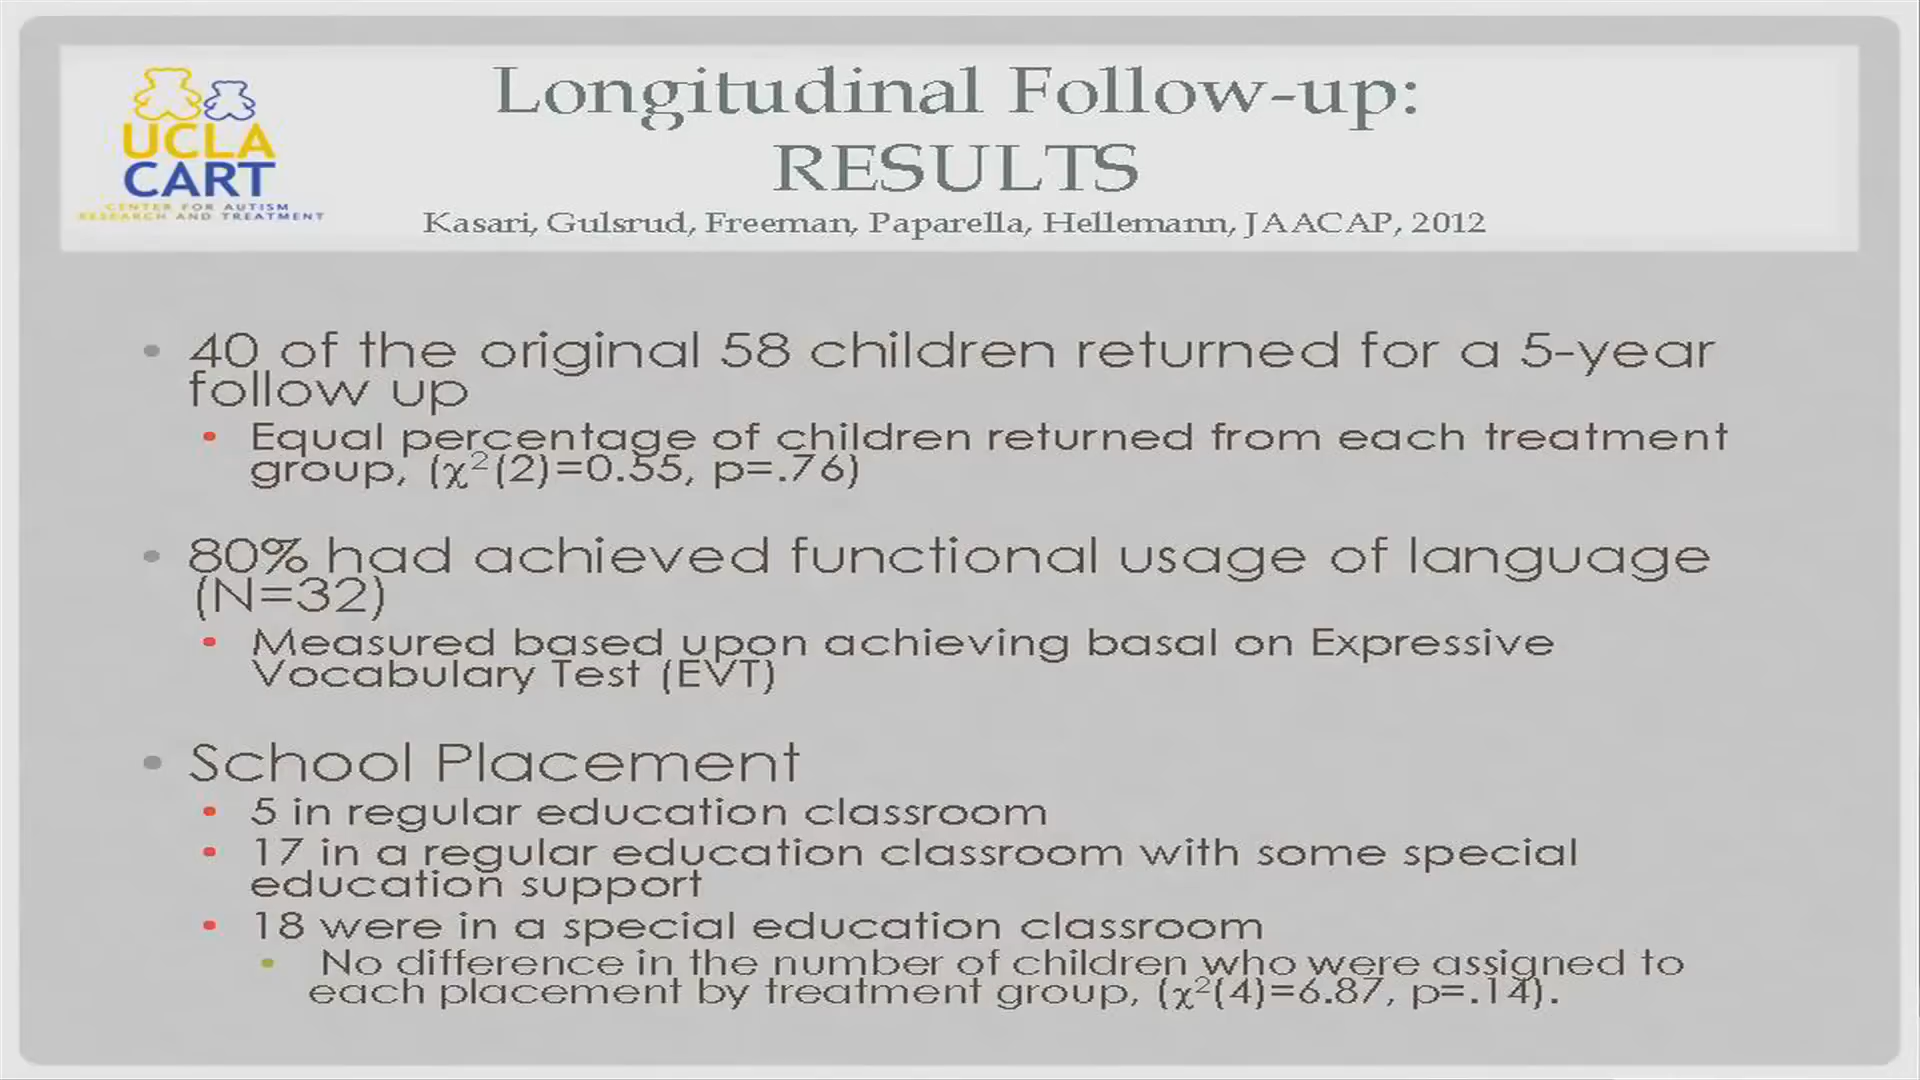 UCLA
CART
CENTER FOR AUTISM
RESEARCH AND TREATMENT
Longitudinal Follow-up:
RESULTS
Kasari, Gulsrud, Freeman, Paparella, Hellemann, JAACAP, 2012
• 40 of the original 58 children returned for a 5-year
follow up
• Equal percentage of children returned from each treatment
group, (χ²(2)=0.55, p=.76)
• 80% had achieved functional usage of language
(N=32)
• Measured based upon achieving basal on Expressive
Vocabulary Test (EVT)
• School Placement
• 5 in regular education classroom
• 17 in a regular education classroom with some special
education support
• 18 were in a special education classroom
• No difference in the number of children who were assigned to
each placement by treatment group, (χ²(4)=6.87, p=.14).